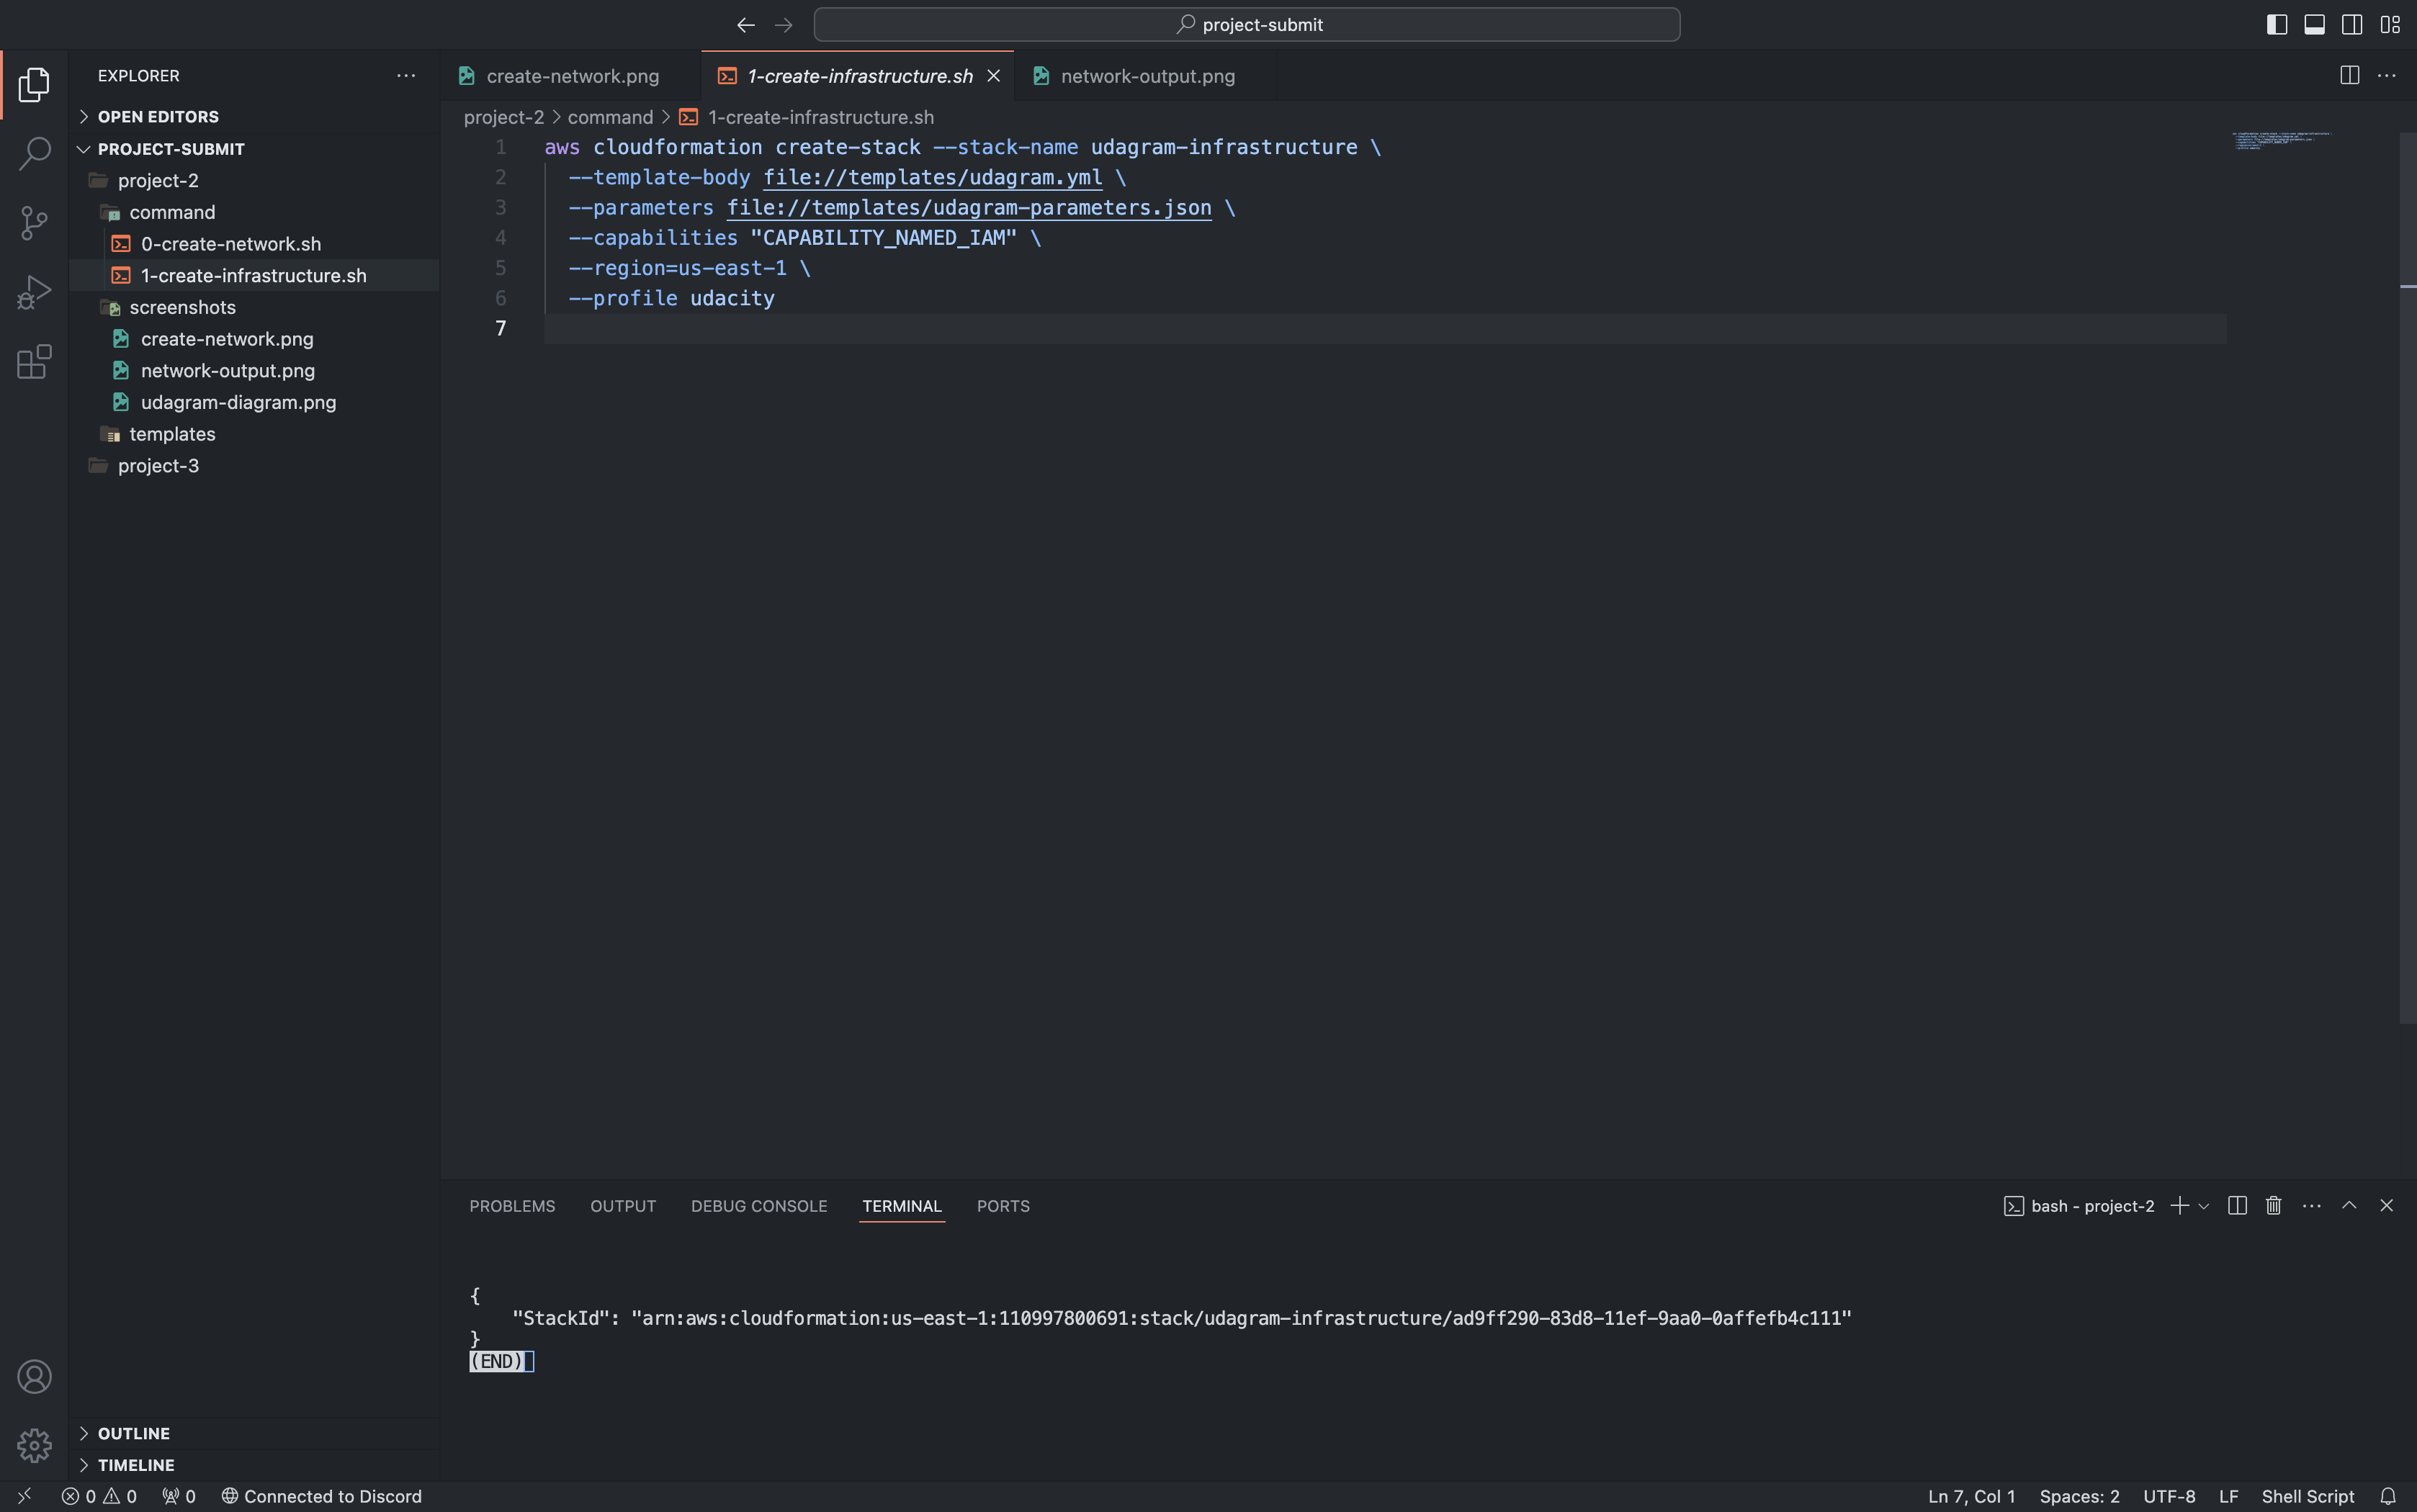 project-submit
EXPLORER
OPEN EDITORS
PROJECT-SUBMIT
project-2
command
0-create-network.sh
1-create-infrastructure.sh
screenshots
create-network.png
network-output.png
udagram-diagram.png
templates
project-3
OUTLINE
TIMELINE
create-network.png
1-create-infrastructure.sh
network-output.png
project-2 > command > 1-create-infrastructure.sh
1 aws cloudformation create-stack --stack-name udagram-infrastructure \
2 --template-body file://templates/udagram.yml \
3 --parameters file://templates/udagram-parameters.json \
4 --capabilities "CAPABILITY_NAMED_IAM" \
5 --region=us-east-1 \
6 --profile udacity
7
PROBLEMS OUTPUT DEBUG CONSOLE TERMINAL PORTS
bash - project-2
{
"StackId": "arn:aws:cloudformation:us-east-1:110997800691:stack/udagram-infrastructure/ad9ff290-83d8-11ef-9aa0-0affefb4c111"
}
(END)
0 0 0 Connected to Discord
Ln 7, Col 1 Spaces: 2 UTF-8 LF Shell Script